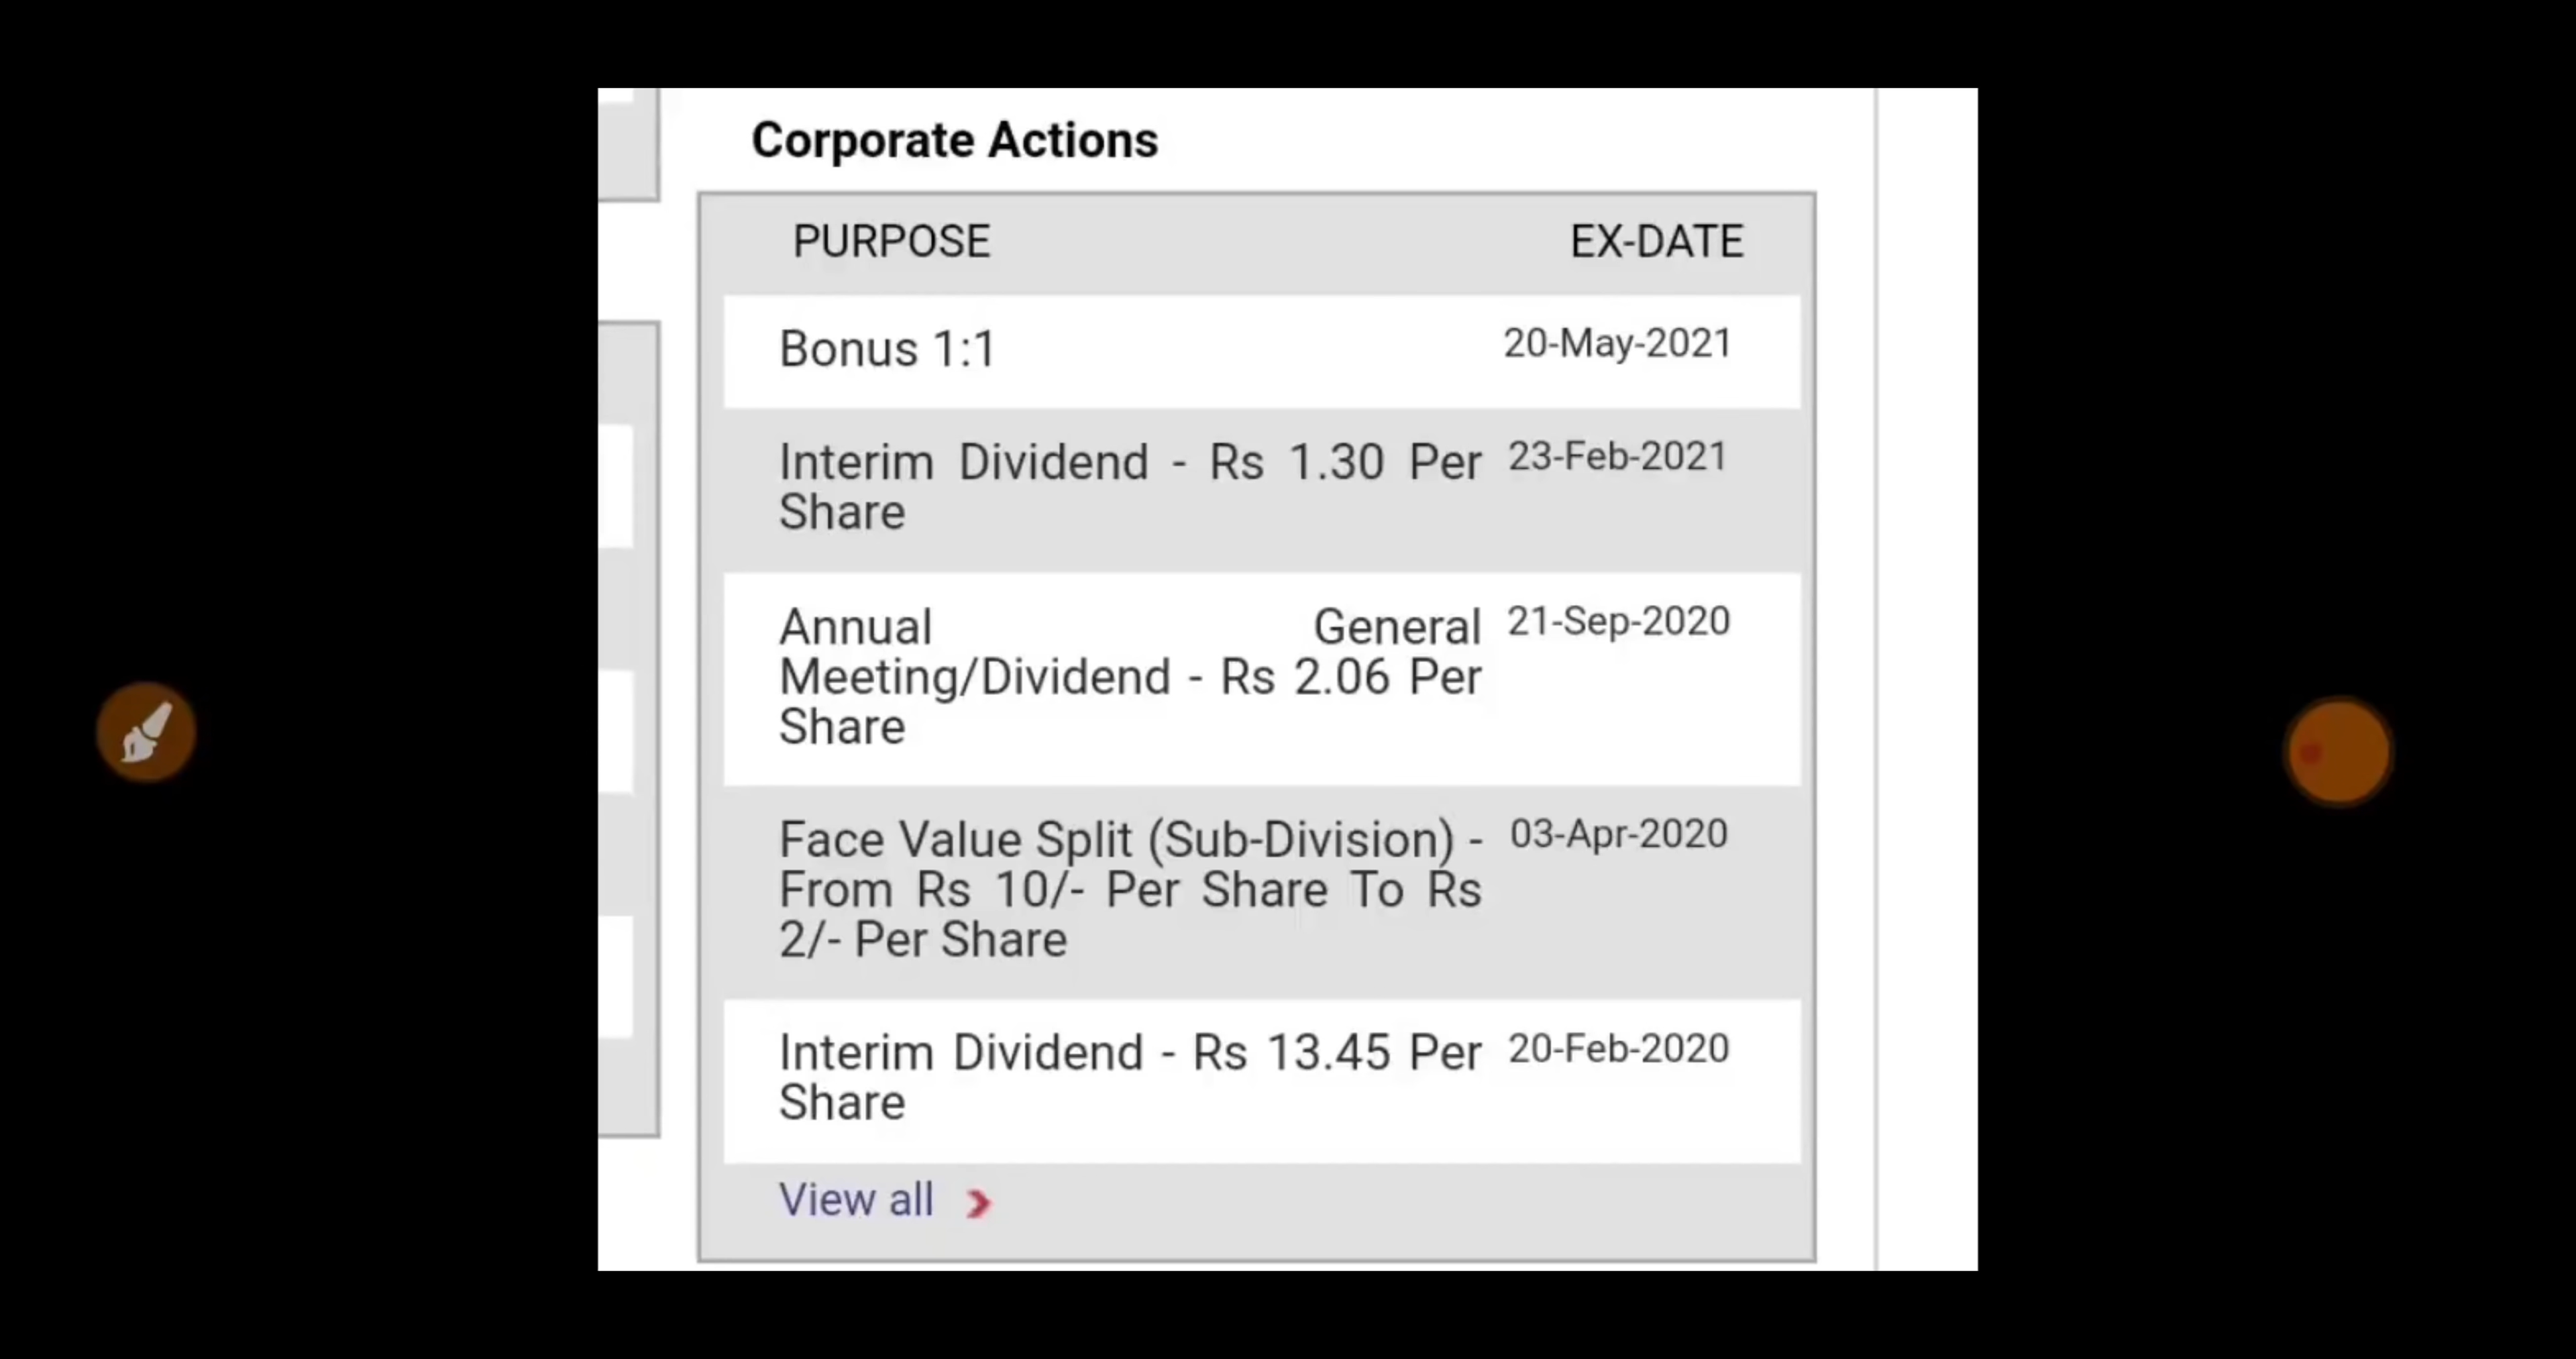 Corporate Actions
PURPOSE EX-DATE
Bonus 1:1 20-May-2021
Interim Dividend - Rs 1.30 Per 23-Feb-2021
Share
Annual General 21-Sep-2020
Meeting/Dividend - Rs 2.06 Per
Share
Face Value Split (Sub-Division) - 03-Apr-2020
From Rs 10/- Per Share To Rs
2/- Per Share
Interim Dividend - Rs 13.45 Per 20-Feb-2020
Share
View all